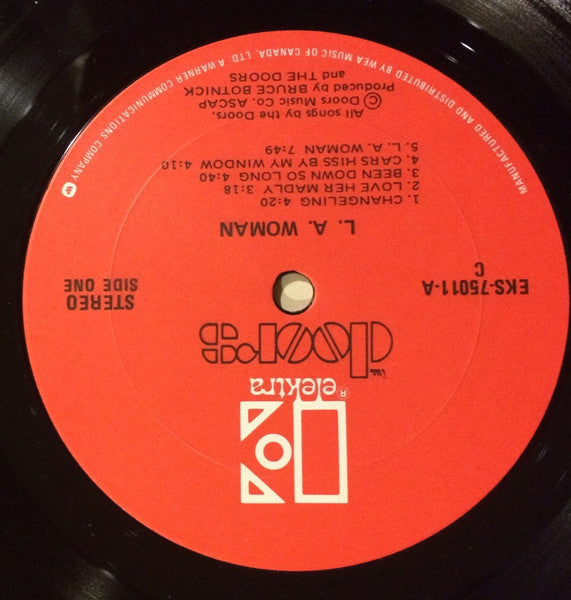 elektra®
the
doors
STEREO
SIDE ONE
EKS-75011-A
C
L. A. WOMAN
1. CHANGELING 4:20
2. LOVE HER MADLY 3:18
3. BEEN DOWN SO LONG 4:40
4. CARS HISS BY MY WINDOW 4:10
5. L. A. WOMAN 7:49
All songs by the Doors.
© Doors Music Co. ASCAP
Produced by BRUCE BOTNICK
and THE DOORS
MANUFACTURED AND DISTRIBUTED BY WEA MUSIC OF CANADA, LTD. A WARNER COMMUNICATIONS COMPANY